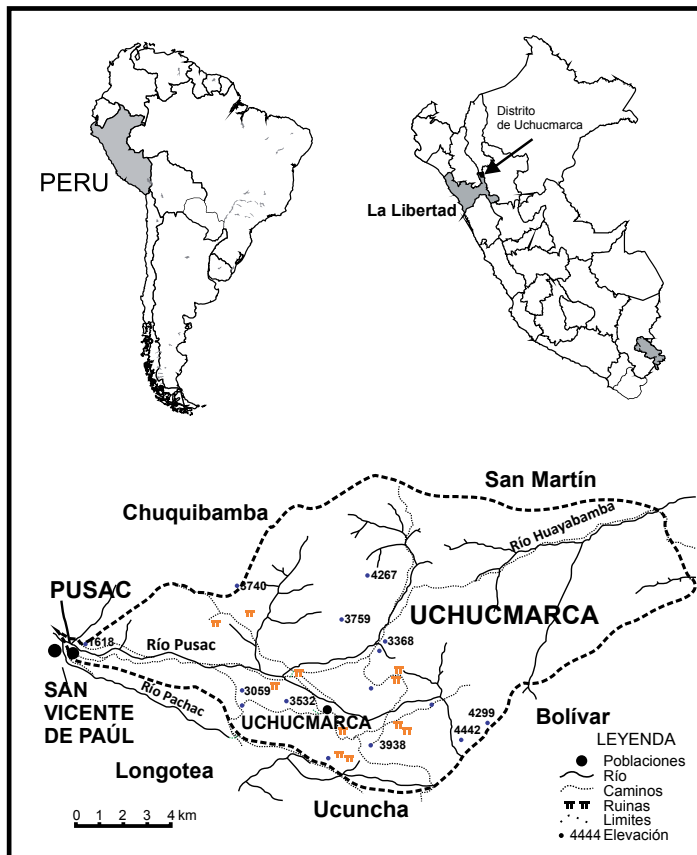 PERU
Distrito
de Uchucmarca
La Libertad
San Martín
Chuquibamba
Río Huayabamba
3740
4267
PUSAC
3759
UCHUCMARCA
1618
Río Pusac
3368
SAN
VICENTE
DE PAÚL
Río Pachac
3059
3532
UCHUCMARCA
4299
Bolívar
4442
3938
Longotea
Ucuncha
LEYENDA
Poblaciones
Río
Caminos
Ruinas
Limites
4444 Elevación
0 1 2 3 4 km